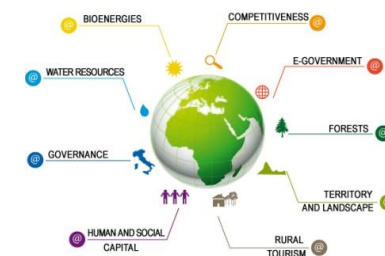 BIOENERGIES
COMPETITIVENESS
@
@
E-GOVERNMENT
@
WATER RESOURCES
@
FORESTS
@
GOVERNANCE
@
TERRITORY
AND LANDSCAPE
@
HUMAN AND SOCIAL
CAPITAL
@
RURAL
TOURISM
@